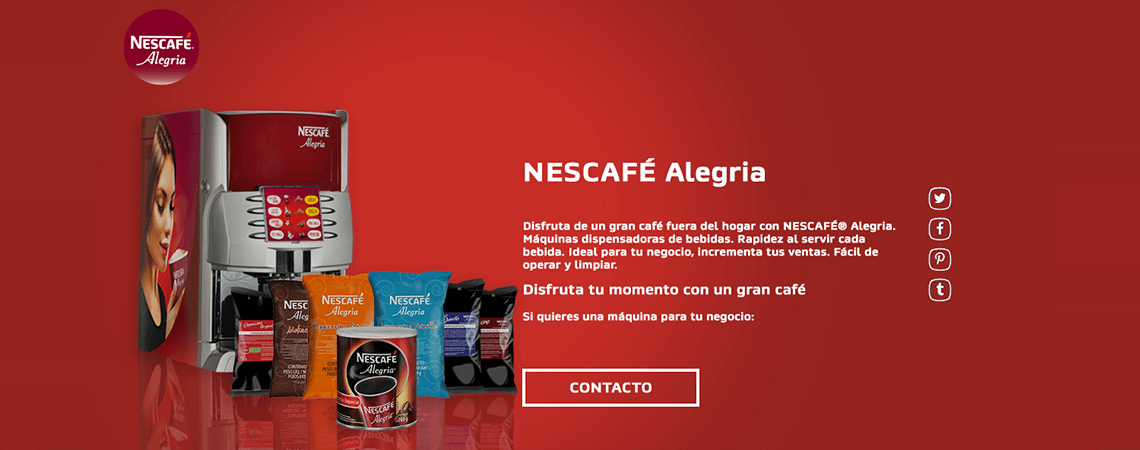 NESCAFÉ
Alegria
NESCAFÉ
Alegria
NESCAFÉ Alegria
Disfruta de un gran café fuera del hogar con NESCAFÉ® Alegria.
Máquinas dispensadoras de bebidas. Rapidez al servir cada
bebida. Ideal para tu negocio, incrementa tus ventas. Fácil de
operar y limpiar.
Disfruta tu momento con un gran café
Si quieres una máquina para tu negocio:
CONTACTO
NESCAFÉ
Alegria
NESCAFÉ
Alegria
NESCAFÉ
Alegria
NESCAFÉ
Alegria